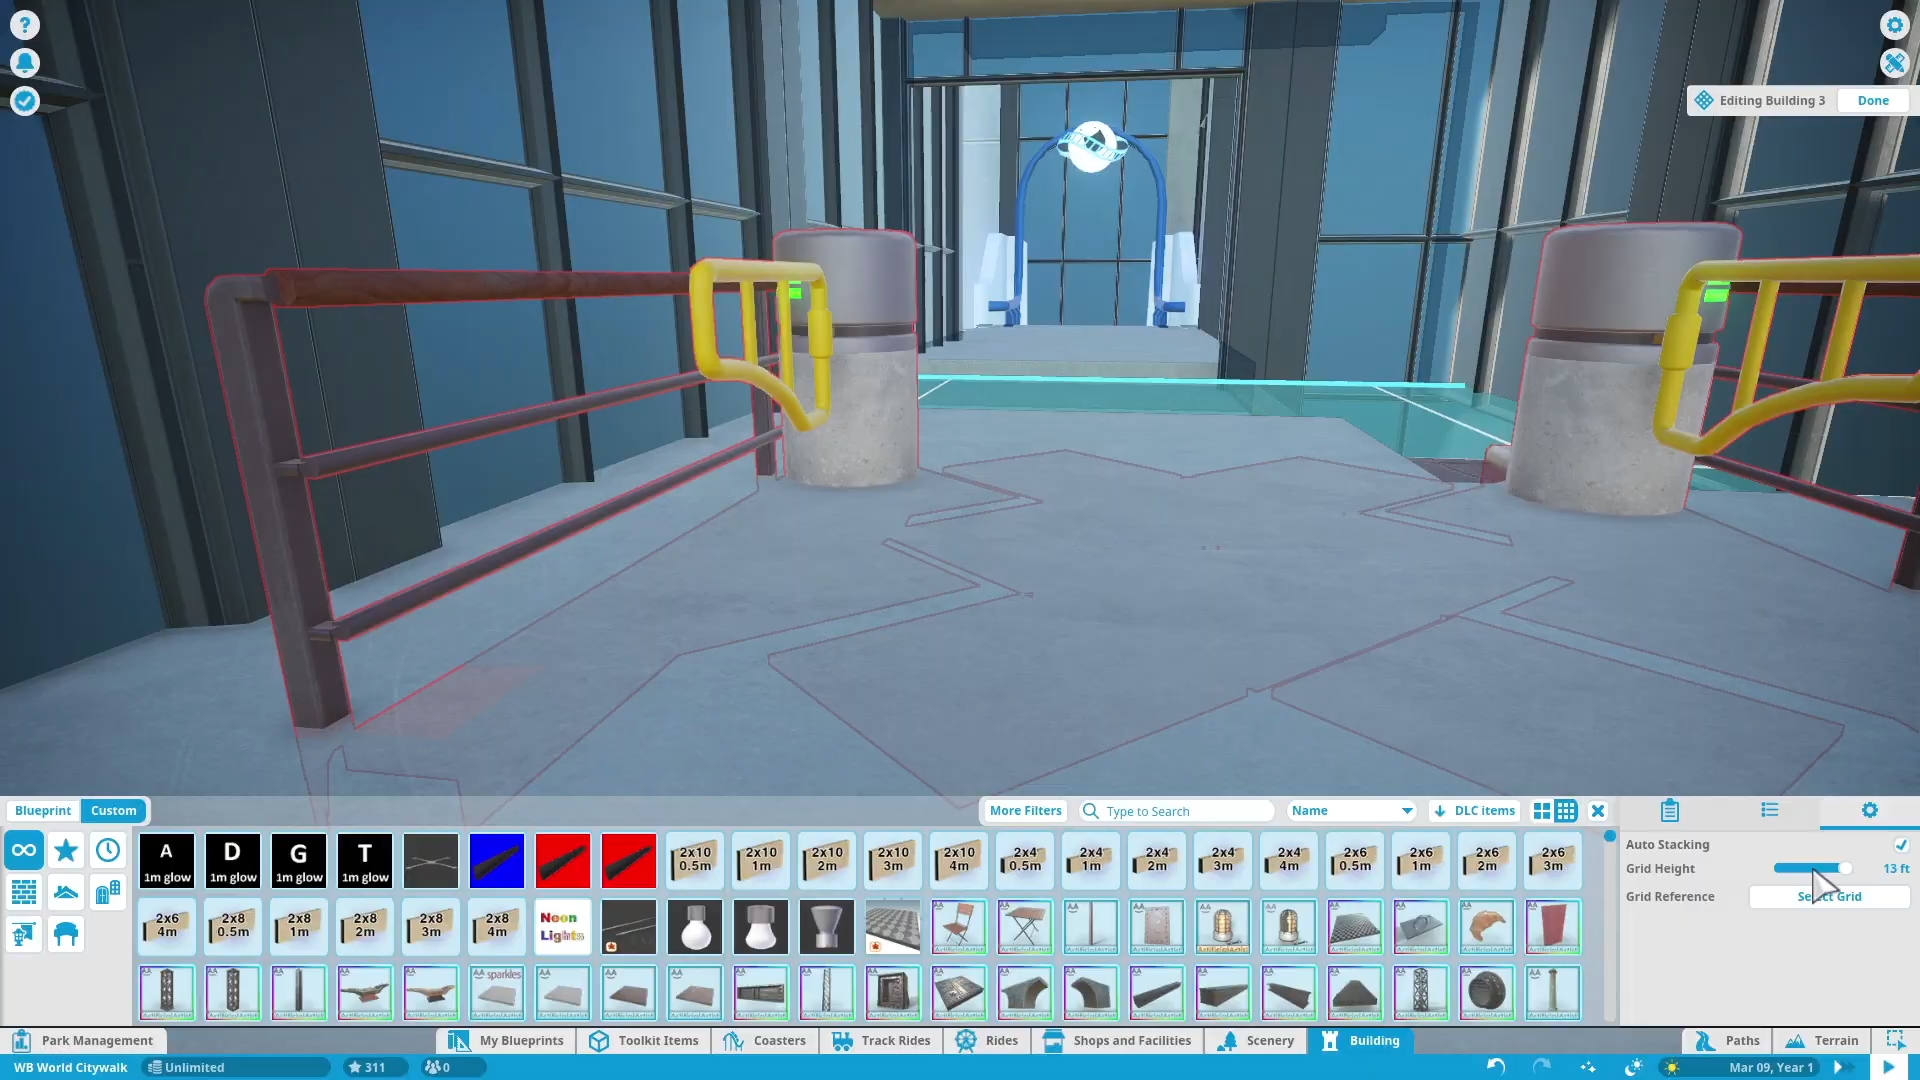 ?
Editing Building 3
Done
Blueprint
Custom
More Filters
Type to Search
Name
DLC items
A
1m glow
D
1m glow
G
1m glow
T
1m glow
2x10
0.5m
2x10
1m
2x10
2m
2x10
3m
2x10
4m
2x4
0.5m
2x4
1m
2x4
2m
2x4
3m
2x4
4m
2x6
0.5m
2x6
1m
2x6
2m
2x6
3m
2x6
4m
2x8
0.5m
2x8
1m
2x8
2m
2x8
3m
2x8
4m
Neon
Lights
sparkles
Auto Stacking
Grid Height
13 ft
Grid Reference
Select Grid
Park Management
My Blueprints
Toolkit Items
Coasters
Track Rides
Rides
Shops and Facilities
Scenery
Building
Paths
Terrain
WB World Citywalk
Unlimited
311
0
Mar 09, Year 1